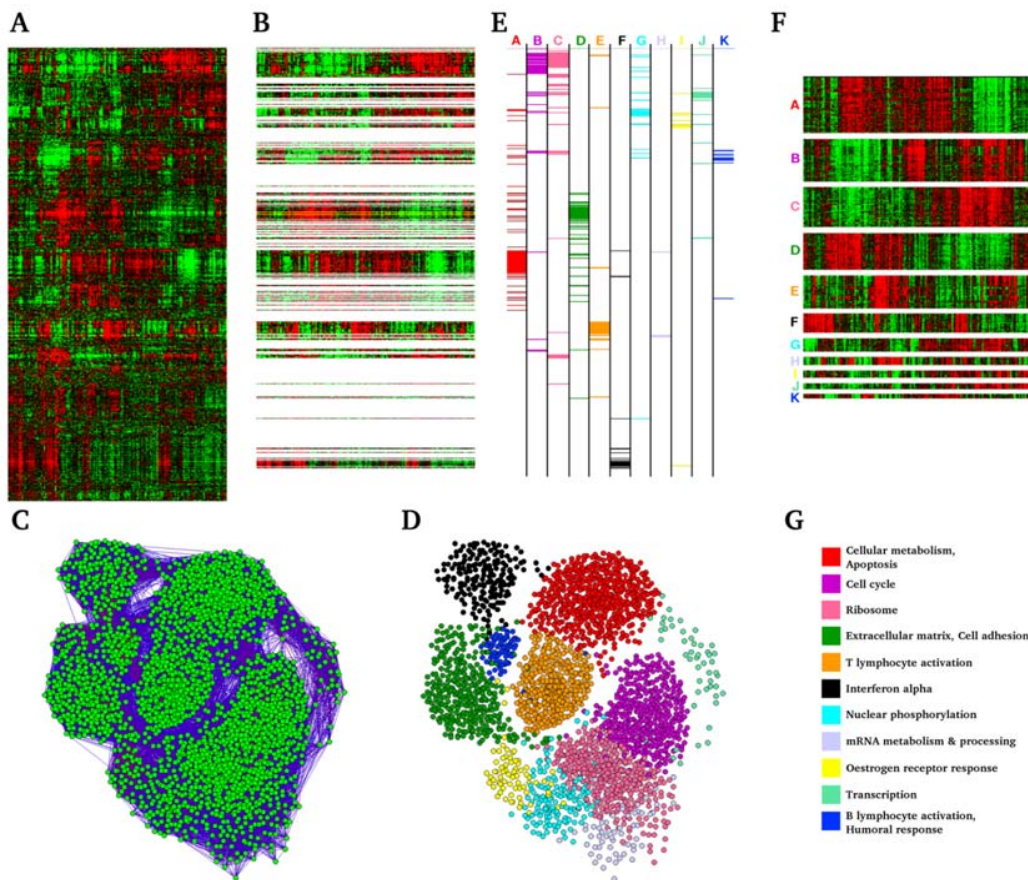 A
B
E
F
A B C D E F G H I J K
A
B
C
D
E
F
G
H
I
J
K
C
D
G
Cellular metabolism,
Apoptosis
Cell cycle
Ribosome
Extracellular matrix, Cell adhesion
T lymphocyte activation
Interferon alpha
Nuclear phosphorylation
mRNA metabolism & processing
Oestrogen receptor response
Transcription
B lymphocyte activation,
Humoral response